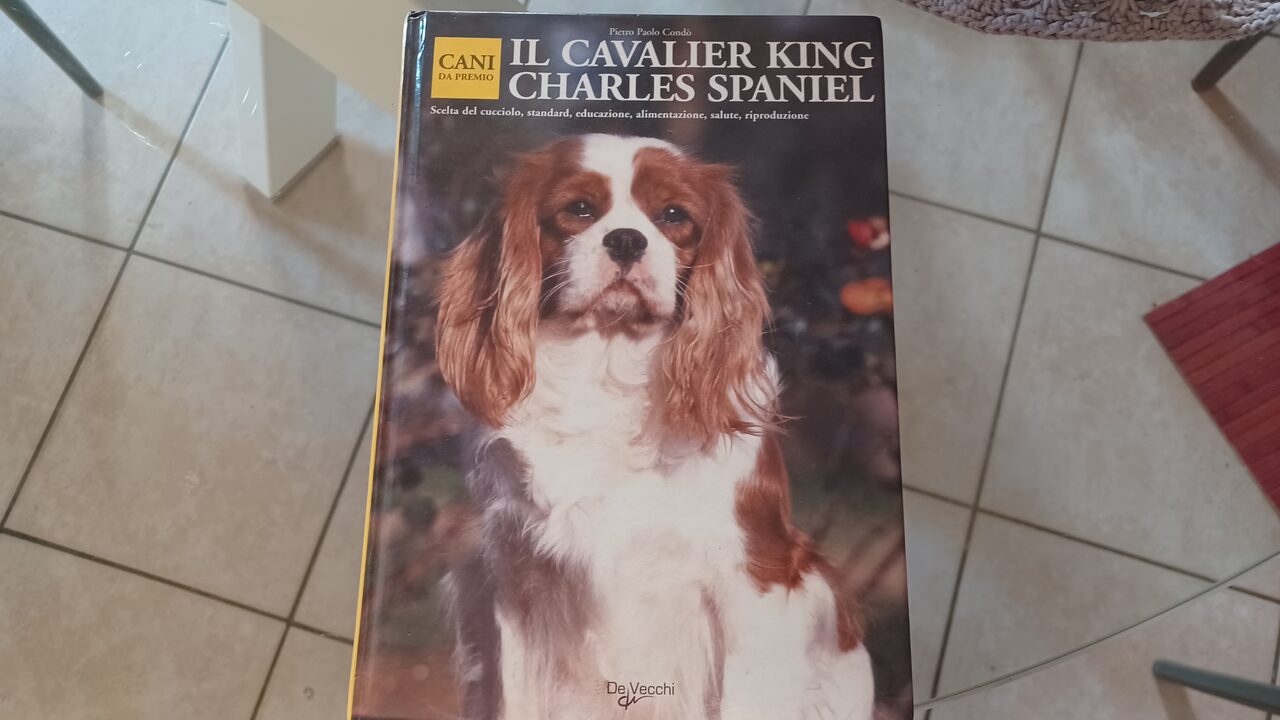 Pietro Paolo Condò
CANI
DA PREMIO
IL CAVALIER KING
CHARLES SPANIEL
Scelta del cucciolo, standard, educazione, alimentazione, salute, riproduzione
De Vecchi